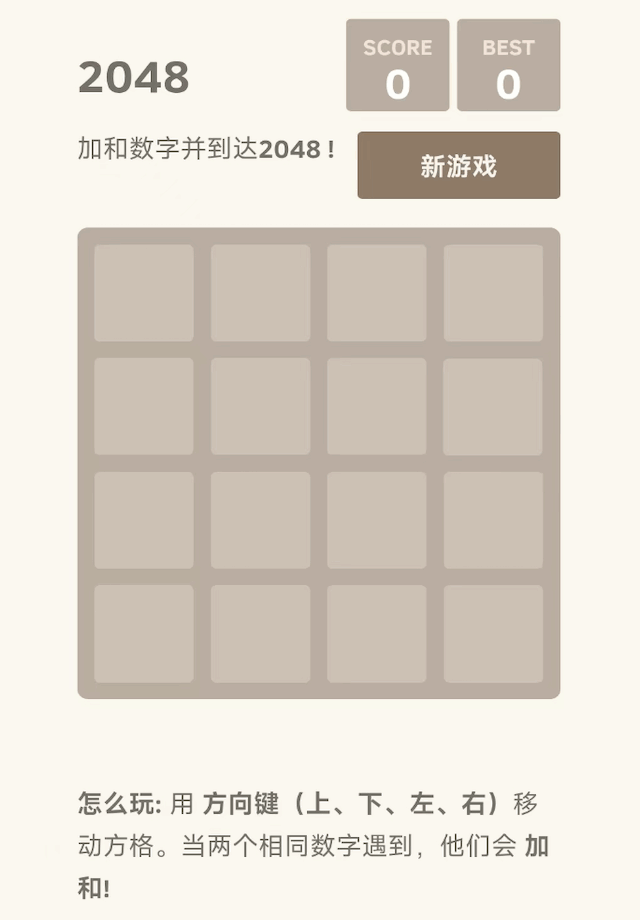 2048
SCORE
0
BEST
0
加和数字并到达2048！
新游戏
怎么玩: 用 方向键（上、下、左、右）移
动方格。当两个相同数字遇到，他们会 加
和!